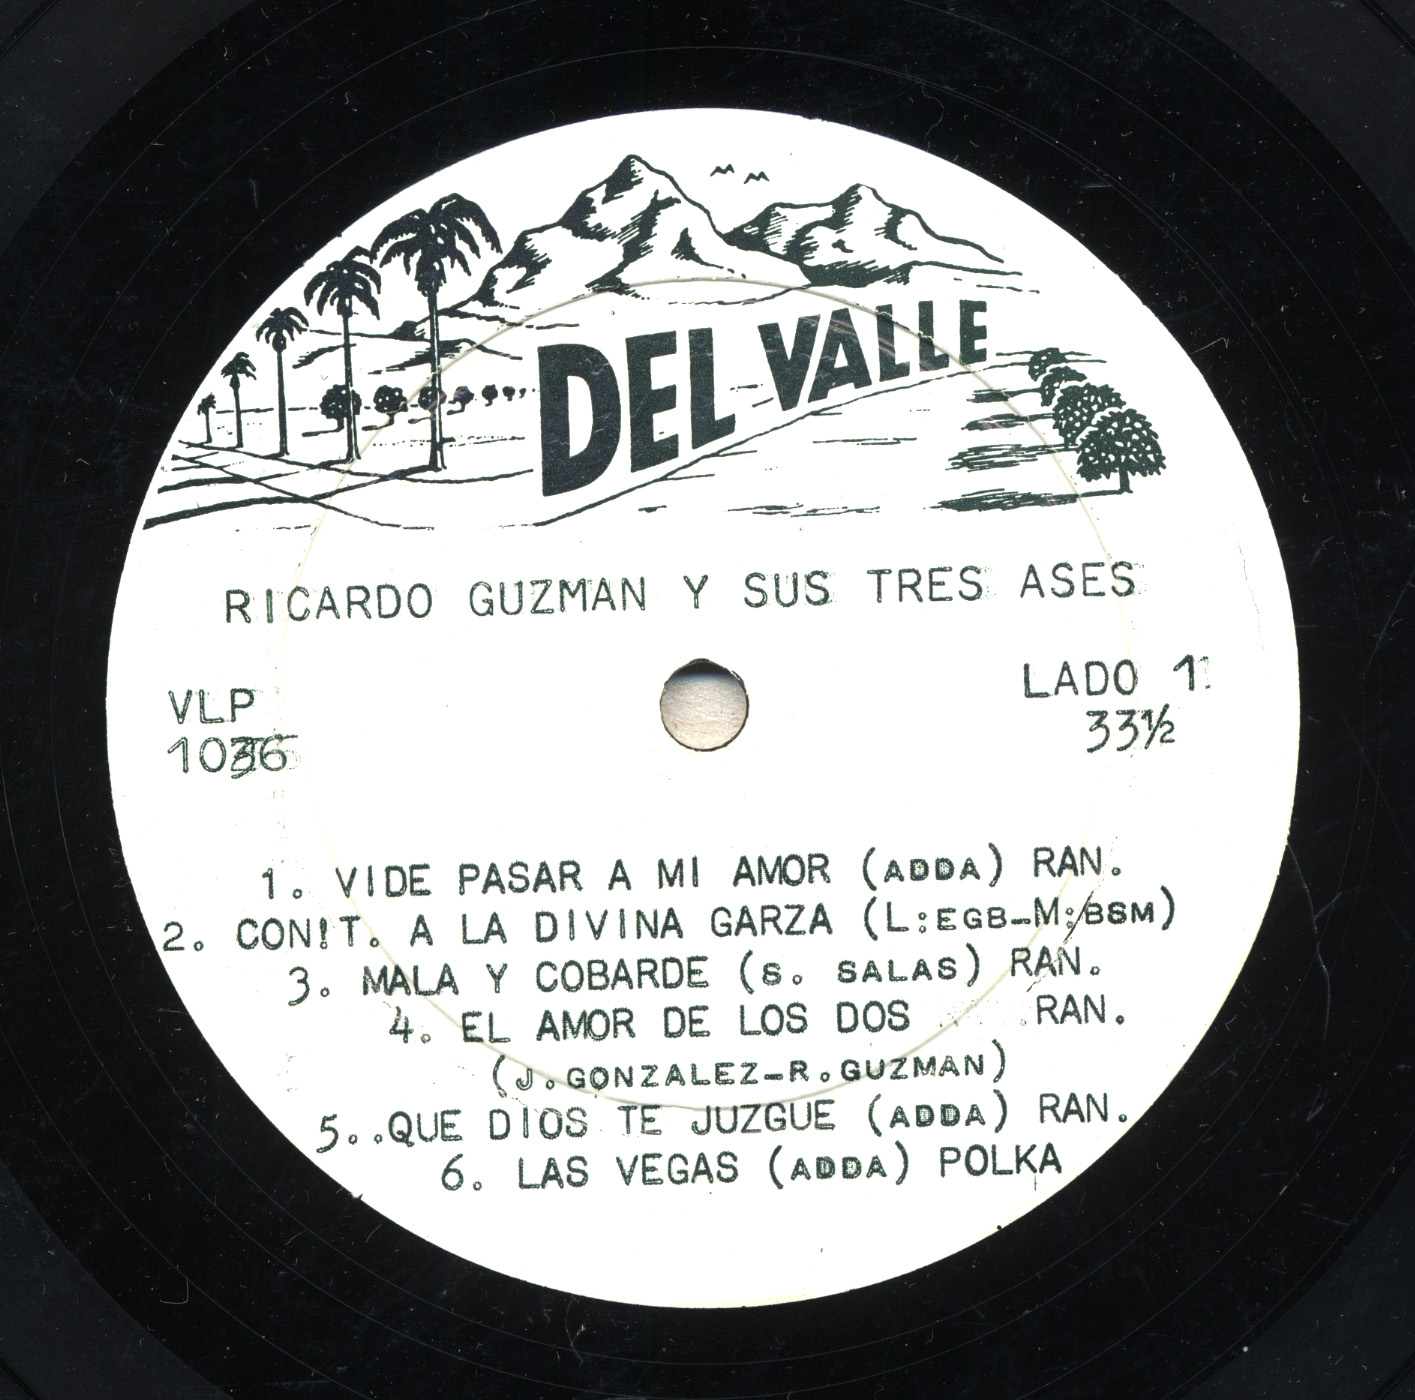 DEL VALLE
RICARDO GUZMAN Y SUS TRES ASES
VLP
LADO 1
33½
1. VIDE PASAR A MI AMOR (ADDA) RAN.
2. CON!T. A LA DIVINA GARZA (L:EGB-M:BSM)
3. MALA Y COBARDE (S. SALAS) RAN.
4. EL AMOR DE LOS DOS RAN.
(J.GONZALEZ-R.GUZMAN)
5..QUE DIOS TE JUZGUE (ADDA) RAN.
6. LAS VEGAS (ADDA) POLKA